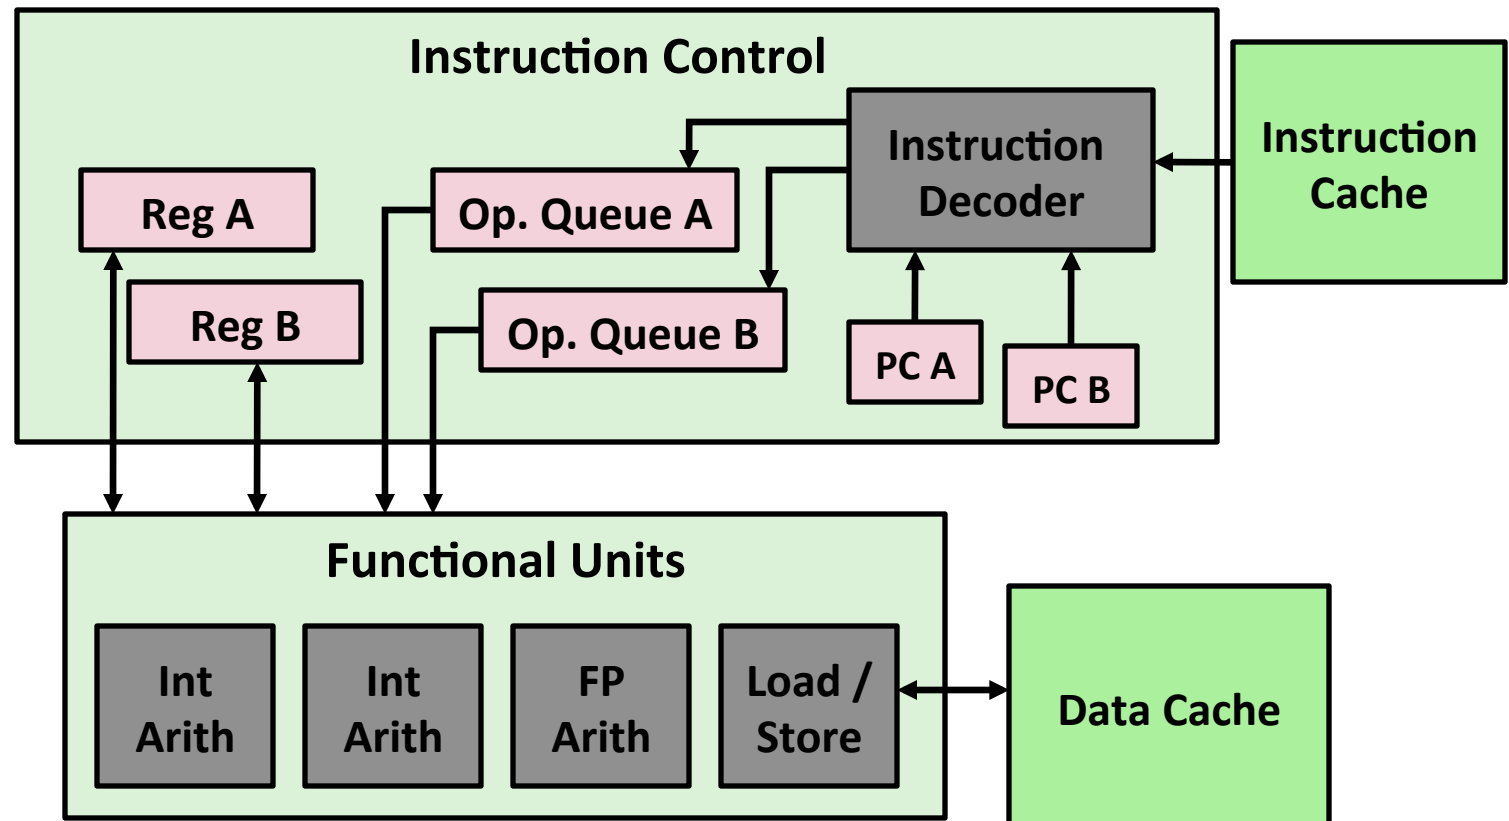 Instruction Control
Instruction
Decoder
Instruction
Cache
Reg A
Op. Queue A
Reg B
Op. Queue B
PC A
PC B
Functional Units
Int
Arith
Int
Arith
FP
Arith
Load /
Store
Data Cache